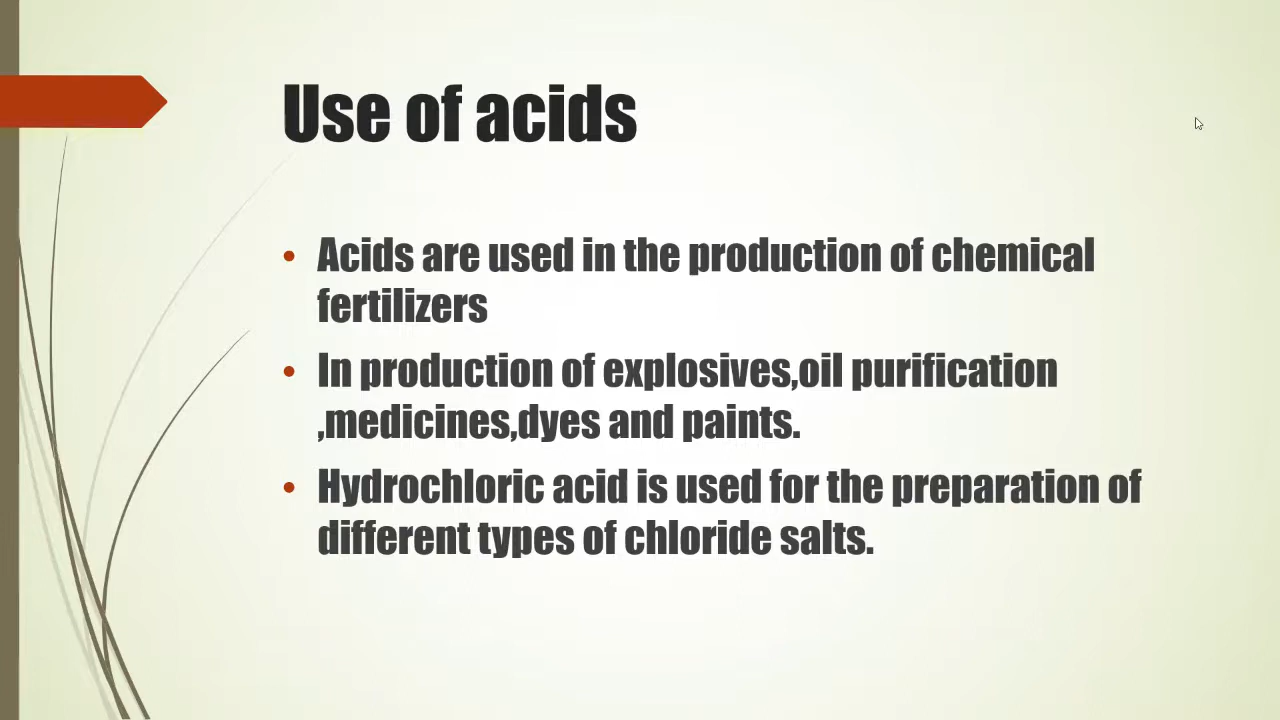 Use of acids
• Acids are used in the production of chemical
fertilizers
• In production of explosives,oil purification
,medicines,dyes and paints.
• Hydrochloric acid is used for the preparation of
different types of chloride salts.